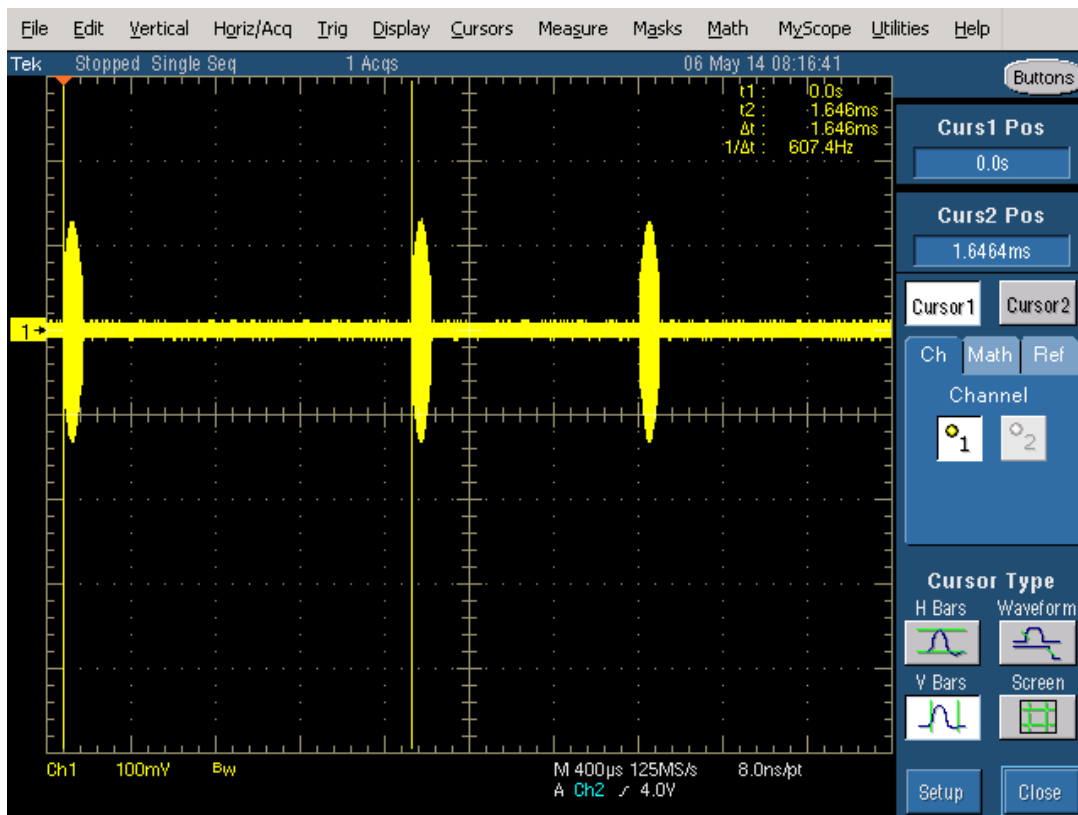 File Edit Vertical Horiz/Acq Trig Display Cursors Measure Masks Math MyScope Utilities Help
Tek Stopped Single Seq 1 Acqs 06 May 14 08:16:41
Buttons
t1 : 0.0s
t2 : 1.646ms
Δt : 1.646ms
1/Δt : 607.4Hz
Curs1 Pos
0.0s
Curs2 Pos
1.6464ms
Cursor1 Cursor2
1
Ch Math Ref
Channel
1 2
Cursor Type
H Bars Waveform
V Bars Screen
Ch1 100mV Bw
M 400µs 125MS/s 8.0ns/pt
A Ch2 4.0V
Setup Close